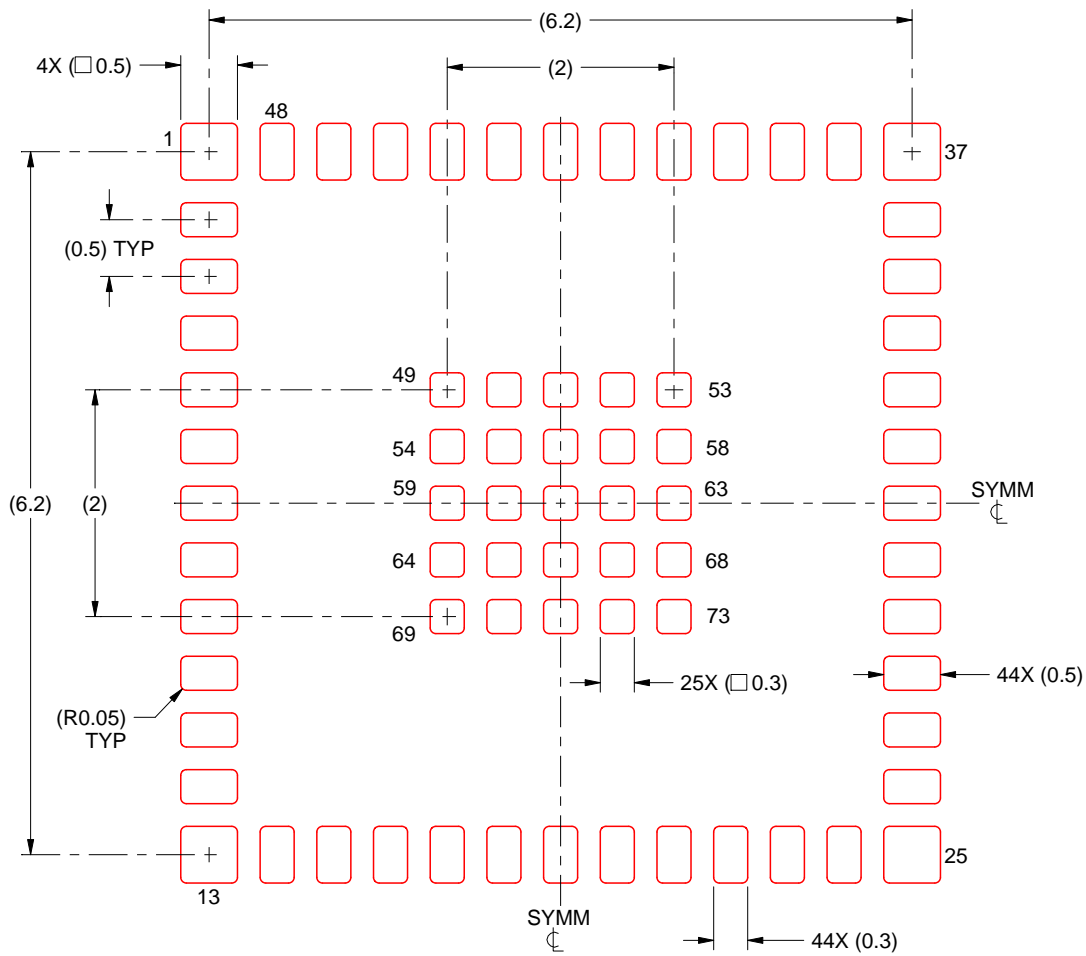 (6.2)
4X (□ 0.5)
(2)
48
1
37
(0.5) TYP
49
53
54
58
(6.2)
(2)
59
63
SYMM
℄
64
68
69
73
25X (□ 0.3)
44X (0.5)
(R0.05)
TYP
25
13
SYMM
℄
44X (0.3)